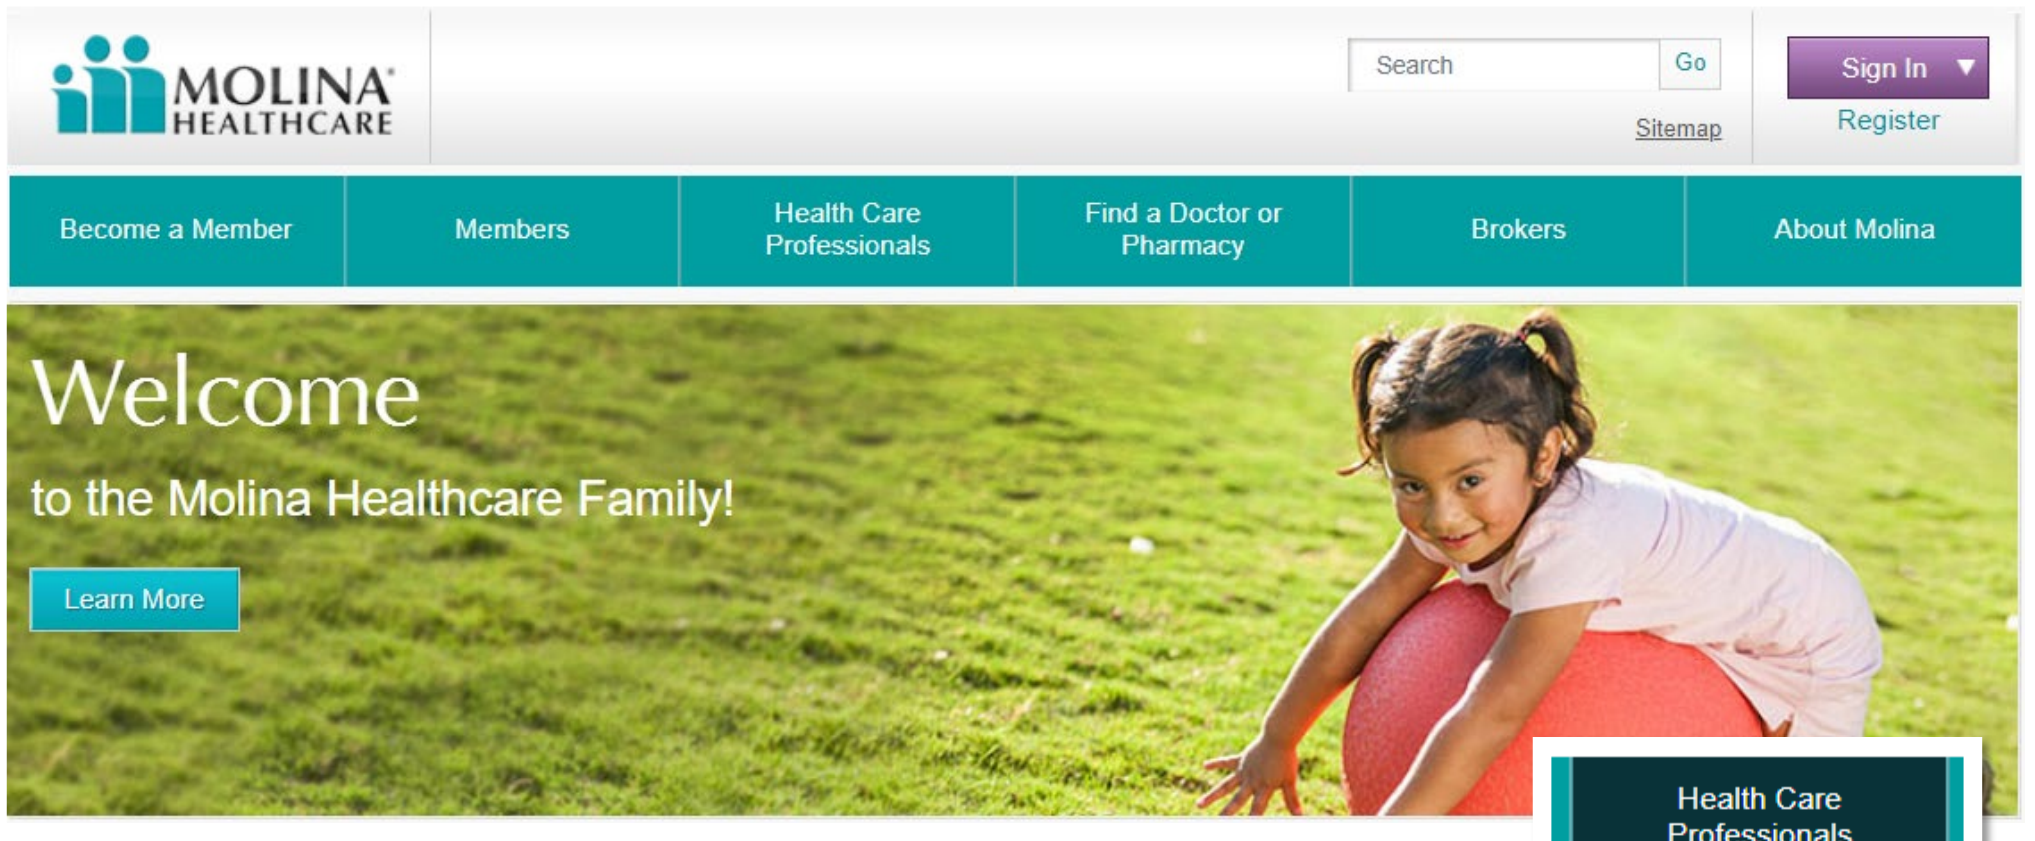 MOLINA®
HEALTHCARE
Search
Go
Sign In ▼
Sitemap
Register
Become a Member
Members
Health Care
Professionals
Find a Doctor or
Pharmacy
Brokers
About Molina
Welcome
to the Molina Healthcare Family!
Learn More
Health Care
Professionals